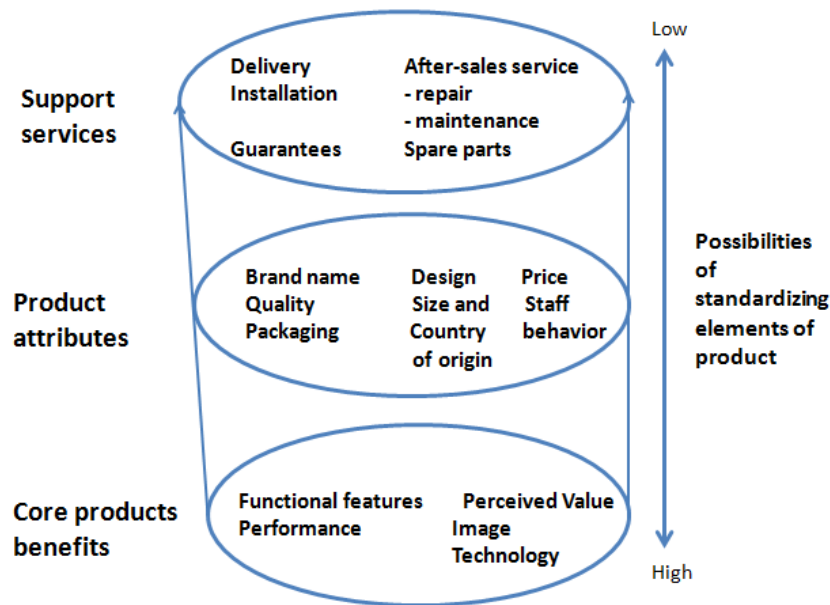 Low
Support
services
Delivery
Installation
Guarantees
After-sales service
- repair
- maintenance
Spare parts
Product
attributes
Brand name
Quality
Packaging
Design
Size and
Country
of origin
Price
Staff
behavior
Possibilities
of
standardizing
elements of
product
Core products
benefits
Functional features
Performance
Perceived Value
Image
Technology
High